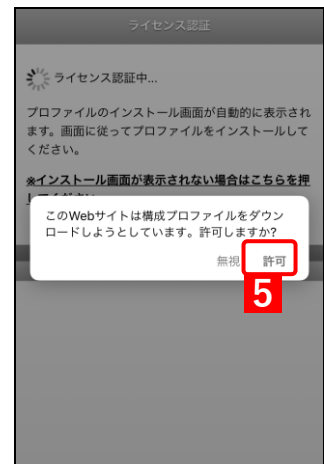 ライセンス認証
ライセンス認証中...
プロファイルのインストール画面が自動的に表示され
ます。画面に従ってプロファイルをインストールして
ください。
※インストール画面が表示されない場合はこちらを押
このWebサイトは構成プロファイルをダウン
ロードしようとしています。許可しますか?
無視 許可
5